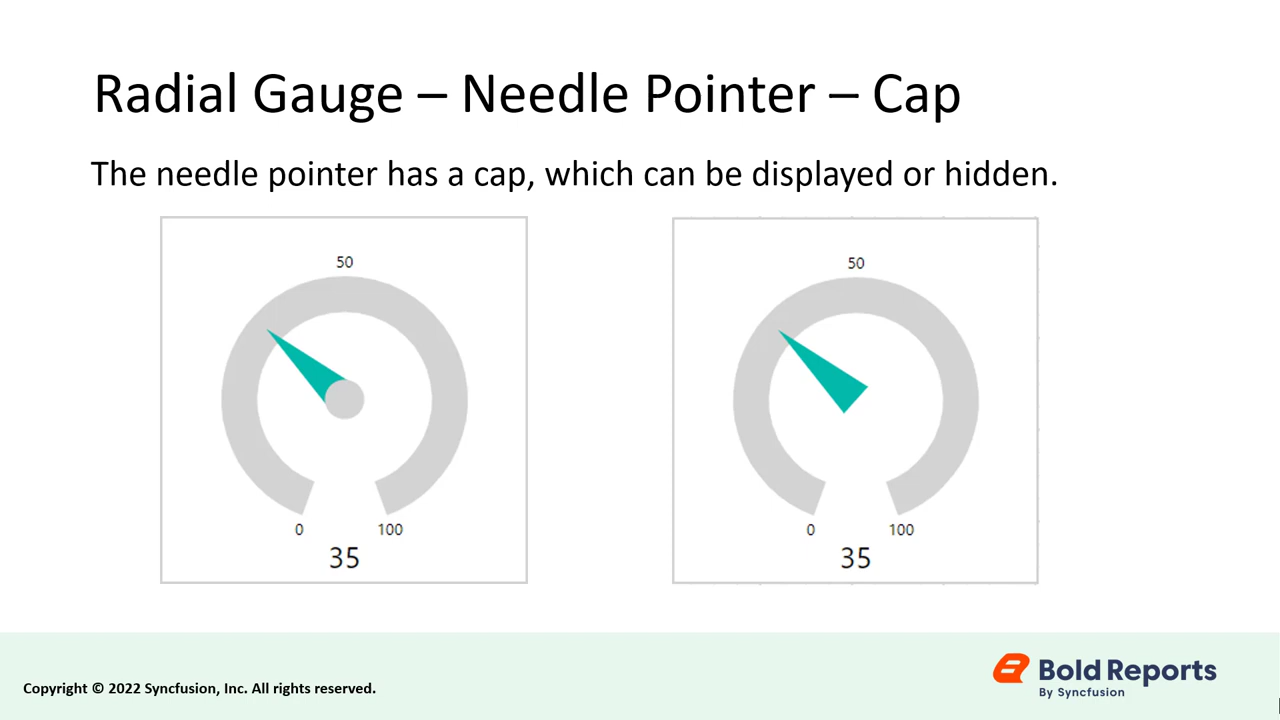 Radial Gauge – Needle Pointer – Cap
The needle pointer has a cap, which can be displayed or hidden.
50
0
100
35
50
0
100
35
Copyright © 2022 Syncfusion, Inc. All rights reserved.
Bold Reports
By Syncfusion